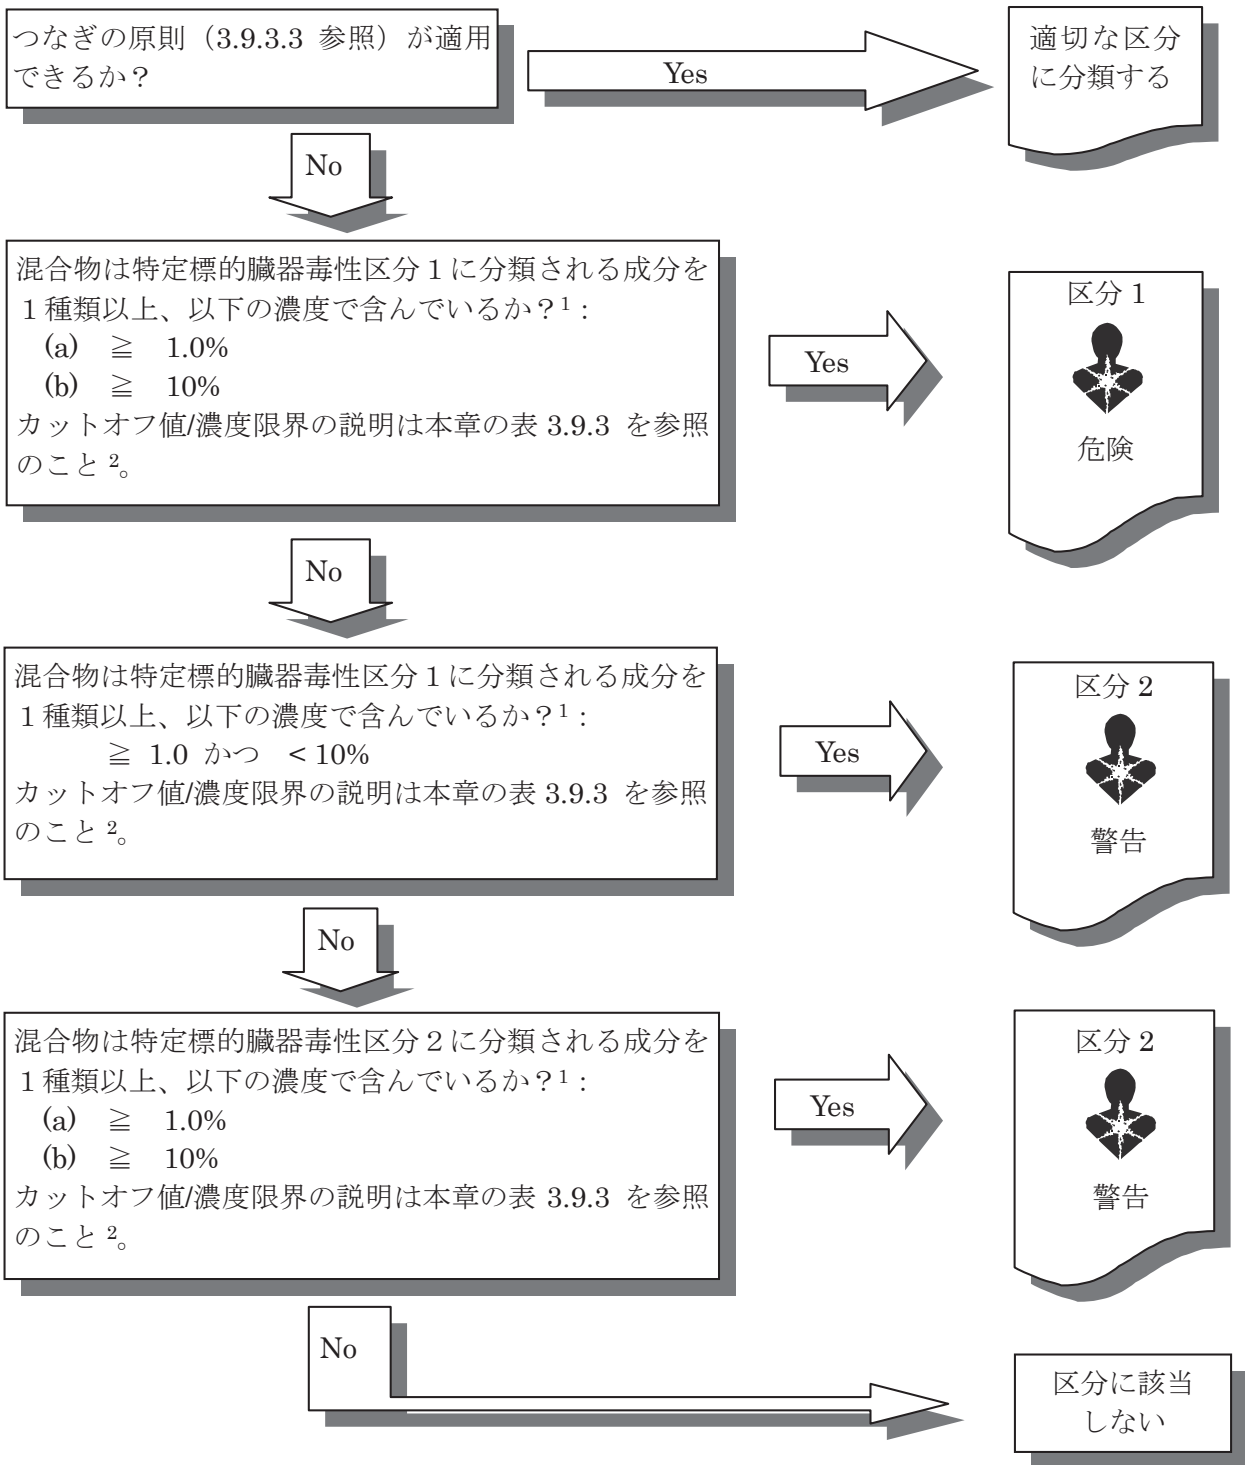 つなぎの原則（3.9.3.3 参照）が適用
できるか？
Yes
適切な区分
に分類する
No
混合物は特定標的臓器毒性区分１に分類される成分を
１種類以上、以下の濃度で含んでいるか？¹：
(a) ≧ 1.0%
(b) ≧ 10%
カットオフ値/濃度限界の説明は本章の表 3.9.3 を参照
のこと ²。
Yes
区分 1
危険
No
混合物は特定標的臓器毒性区分１に分類される成分を
１種類以上、以下の濃度で含んでいるか？¹：
≧ 1.0 かつ ＜10%
カットオフ値/濃度限界の説明は本章の表 3.9.3 を参照
のこと ²。
Yes
区分 2
警告
No
混合物は特定標的臓器毒性区分２に分類される成分を
１種類以上、以下の濃度で含んでいるか？¹：
(a) ≧ 1.0%
(b) ≧ 10%
カットオフ値/濃度限界の説明は本章の表 3.9.3 を参照
のこと ²。
Yes
区分 2
警告
No
区分に該当
しない